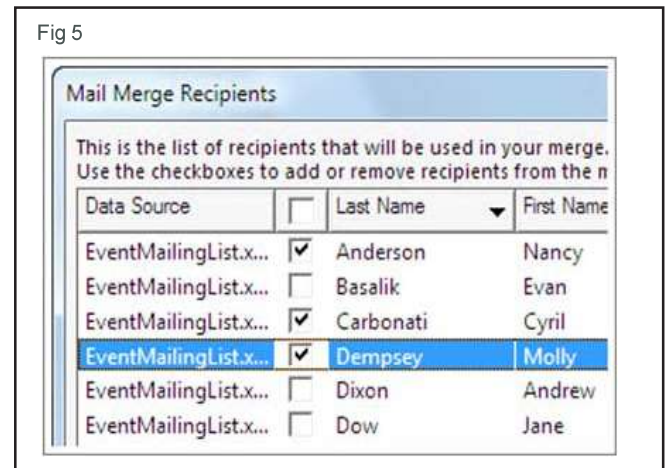 Fig 5
Mail Merge Recipients
This is the list of recipients that will be used in your merge.
Use the checkboxes to add or remove recipients from the m
Data Source Last Name First Name
EventMailingList.x... Anderson Nancy
EventMailingList.x... Basalik Evan
EventMailingList.x... Carbonati Cyril
EventMailingList.x... Dempsey Molly
EventMailingList.x... Dixon Andrew
EventMailingList.x... Dow Jane